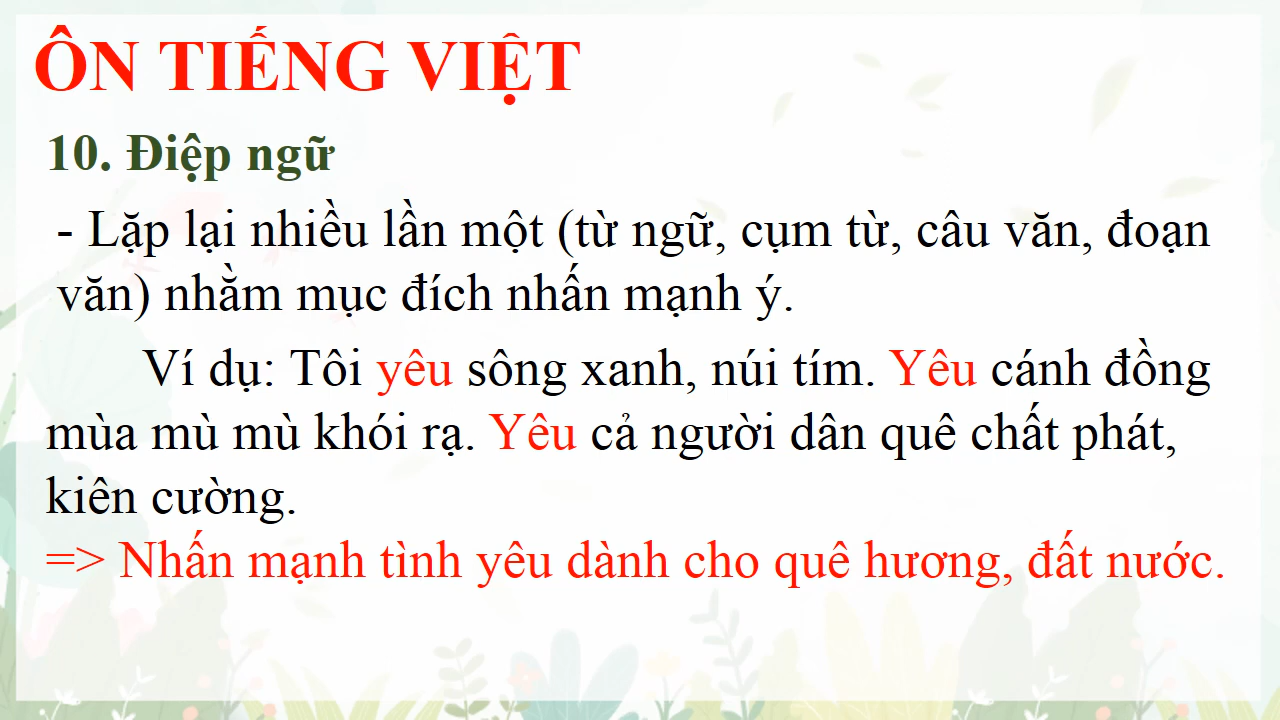 ÔN TIẾNG VIỆT
10. Điệp ngữ
- Lặp lại nhiều lần một (từ ngữ, cụm từ, câu văn, đoạn
văn) nhằm mục đích nhấn mạnh ý.
Ví dụ: Tôi yêu sông xanh, núi tím. Yêu cánh đồng
mùa mù mù khói rạ. Yêu cả người dân quê chất phát,
kiên cường.
=> Nhấn mạnh tình yêu dành cho quê hương, đất nước.